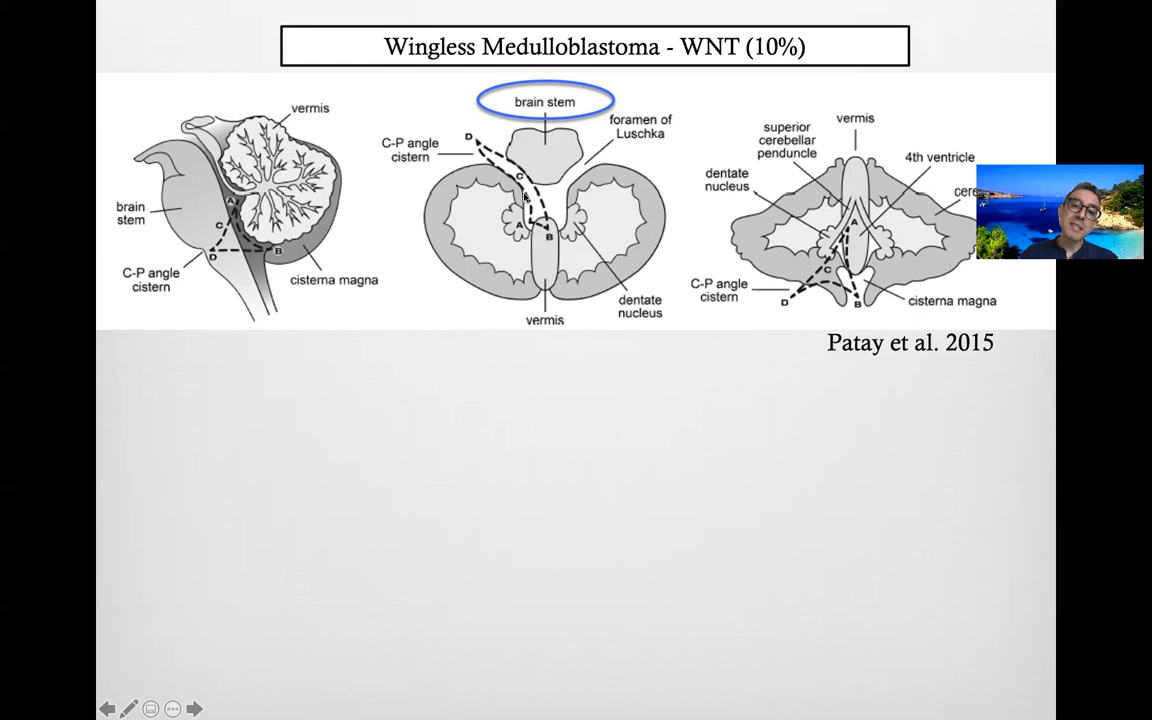 Wingless Medulloblastoma - WNT (10%)
vermis
brain
stem
C
A
D
B
C-P angle
cistern
cisterna magna
brain stem
D
C-P angle
cistern
foramen of
Luschka
C
A
B
dentate
nucleus
vermis
vermis
superior
cerebellar
penduncle
4th ventricle
dentate
nucleus
A
C
C-P angle
cistern
D
B
cisterna magna
Patay et al. 2015